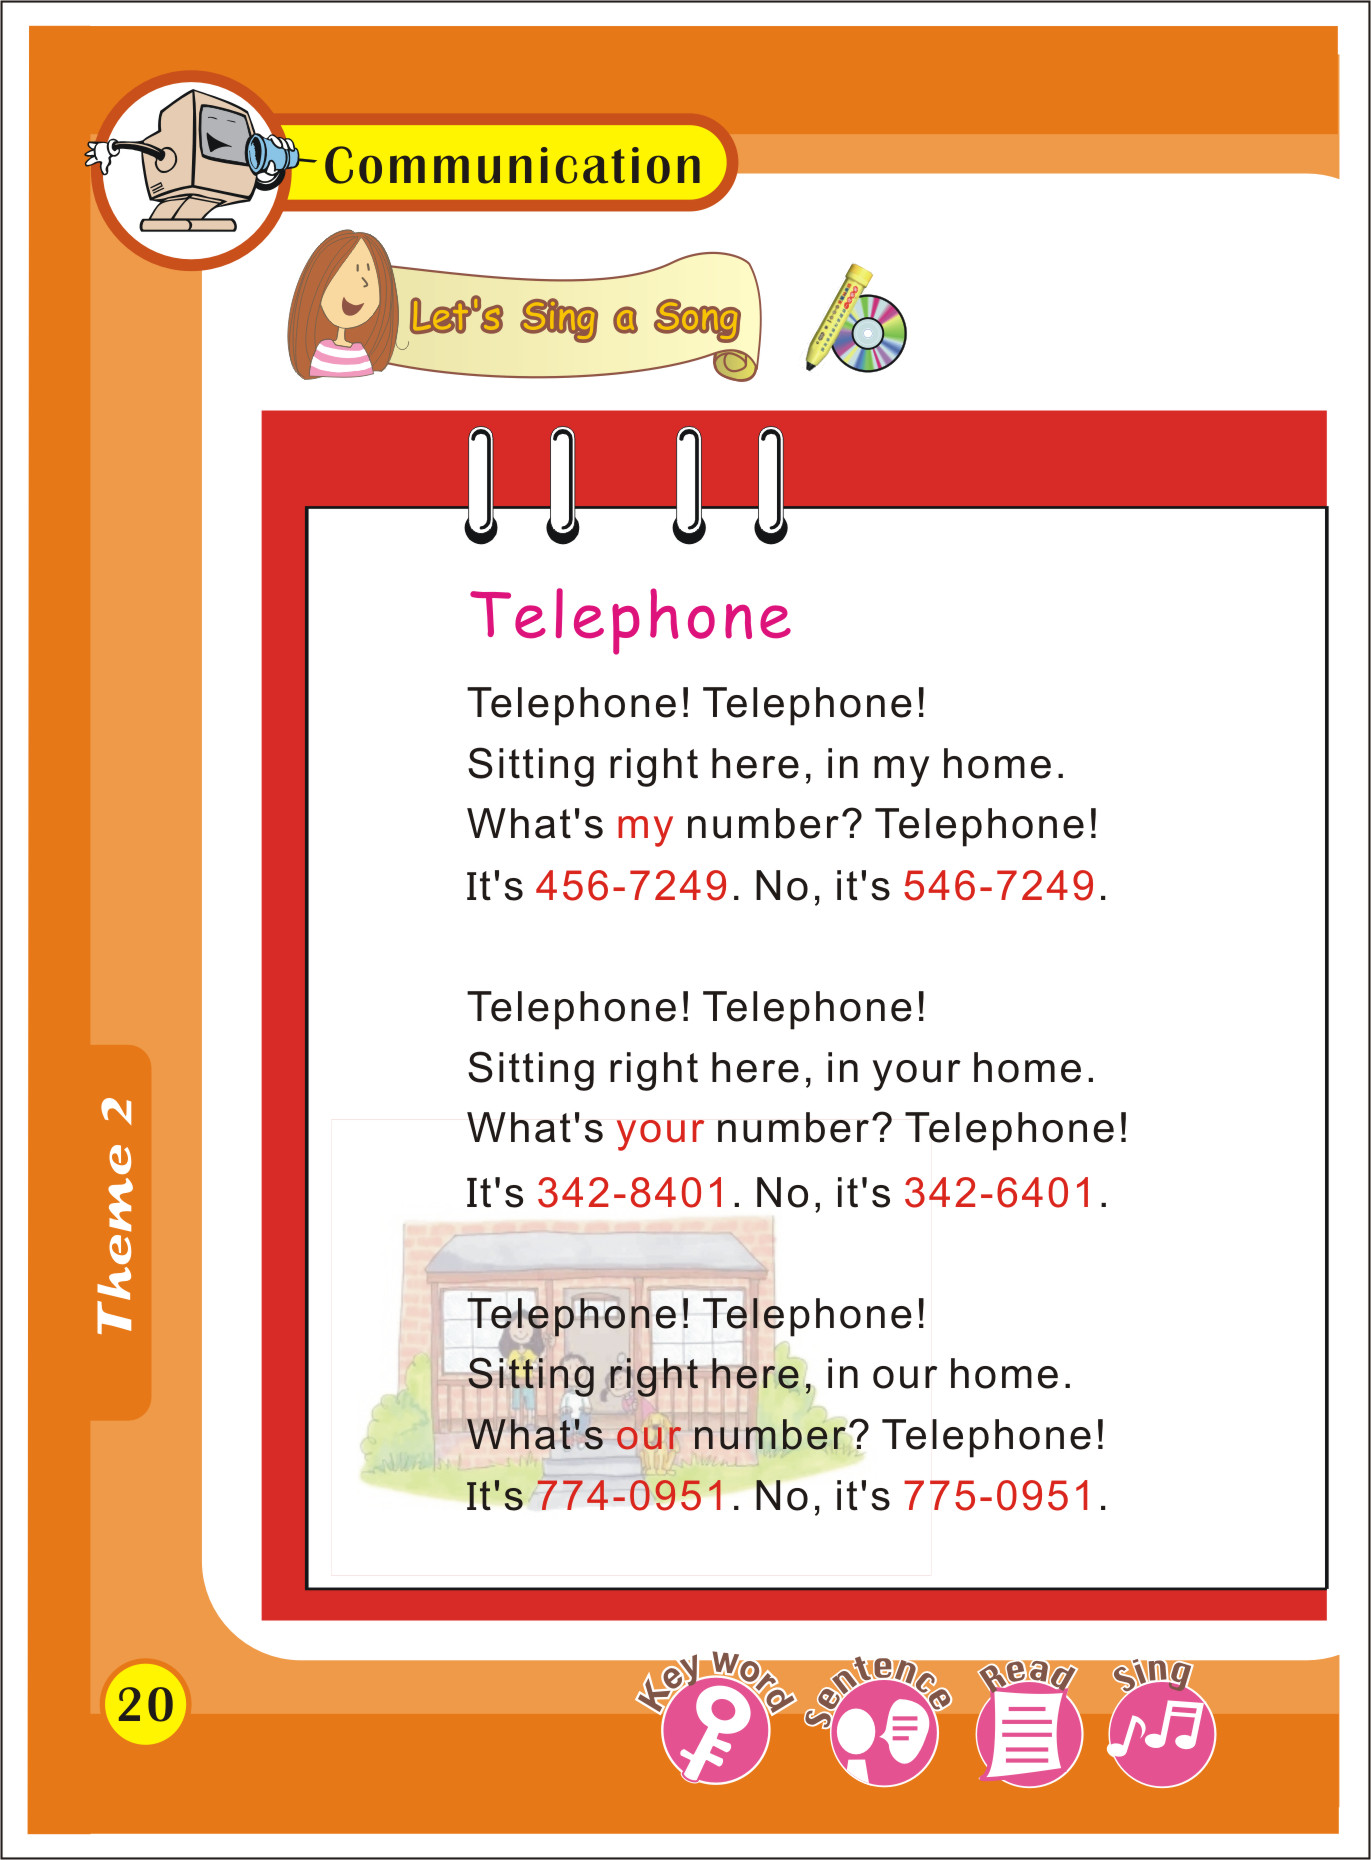 Communication
Let's Sing a Song
Telephone
Telephone! Telephone!
Sitting right here, in my home.
What's my number? Telephone!
It's 456-7249. No, it's 546-7249.
Telephone! Telephone!
Sitting right here, in your home.
What's your number? Telephone!
It's 342-8401. No, it's 342-6401.
Telephone! Telephone!
Sitting right here, in our home.
What's our number? Telephone!
It's 774-0951. No, it's 775-0951.
Theme 2
20
Key Word
Sentence
Read
Sing